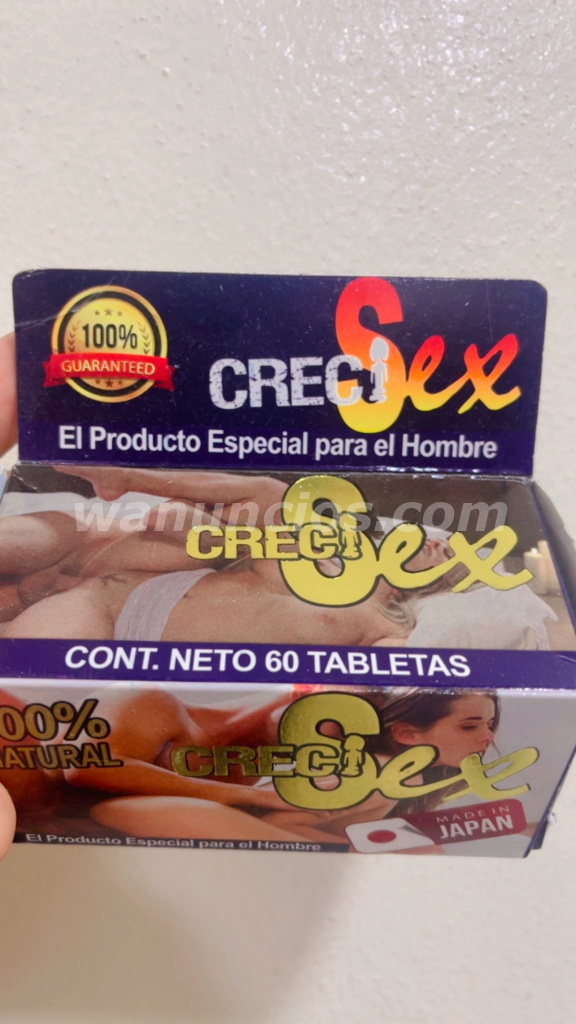 100%
GUARANTEED
CRECiSex
El Producto Especial para el Hombre
wanuncios.com
CRECiSex
CONT. NETO 60 TABLETAS
00%
NATURAL
CRECiSex
MADE IN
JAPAN
El Producto Especial para el Hombre